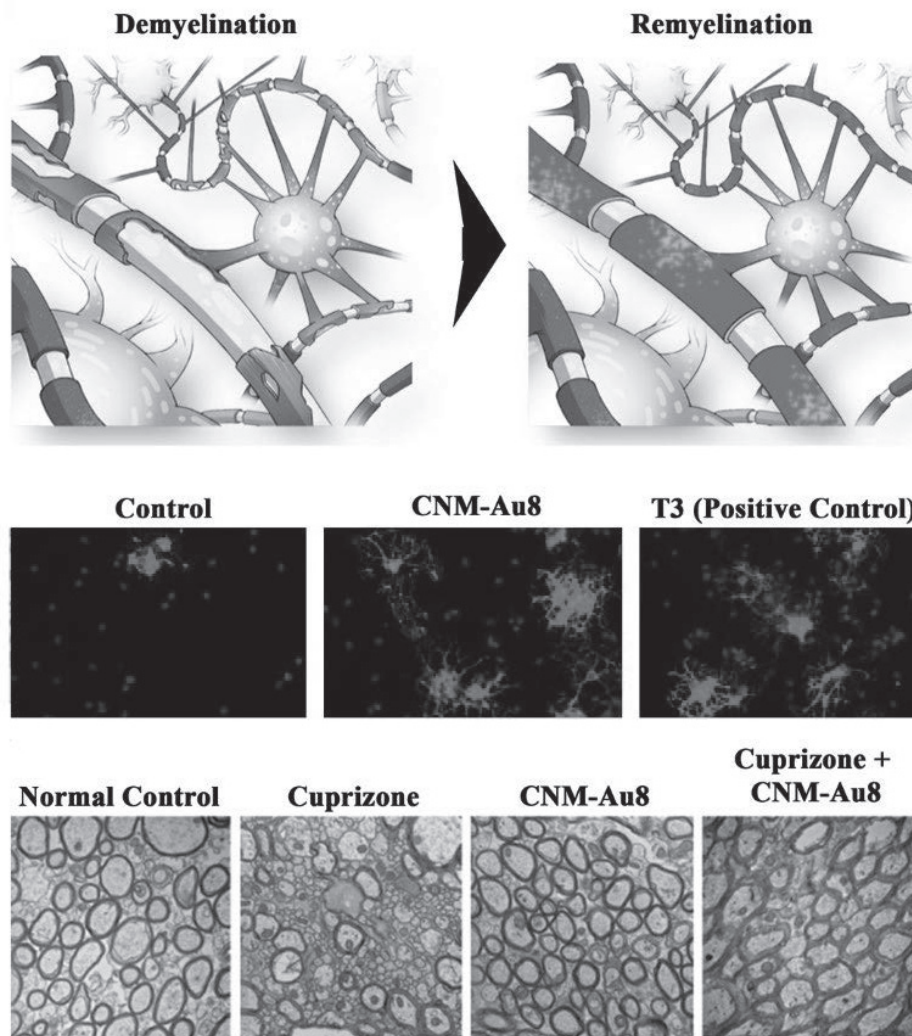 Demyelination
Remyelination
Control
CNM-Au8
T3 (Positive Control)
Normal Control
Cuprizone
CNM-Au8
Cuprizone +
CNM-Au8